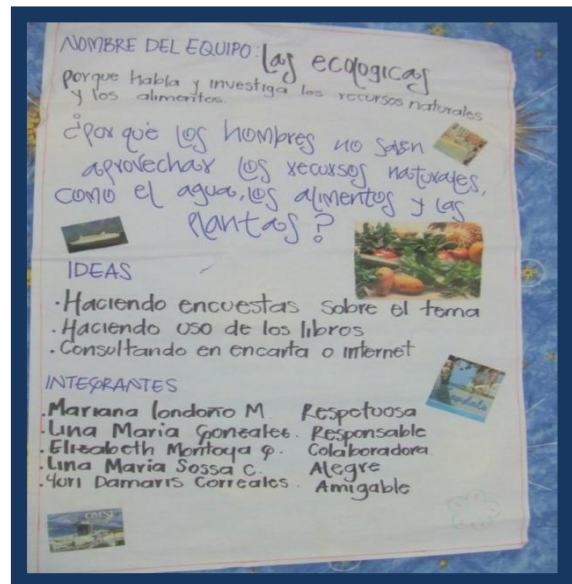 NOMBRE DEL EQUIPO: las ecologicas
porque habla y investiga los recursos naturales
y los alimentos.
¿Por qué los hombres no saben
aprovechar los recursos naturales,
como el agua, los alimentos y las
plantas?
IDEAS
• Haciendo encuestas sobre el tema
• Haciendo uso de los libros
• Consultando en encarta o internet
INTEGRANTES
• Mariana Londoño M. Respetuosa
• Lina Maria Gonzalez. Responsable
• Elizabeth Montoya g. Colaboradora.
• Lina Maria Sossa c. Alegre
• Yuri Damaris Correales. Amigable